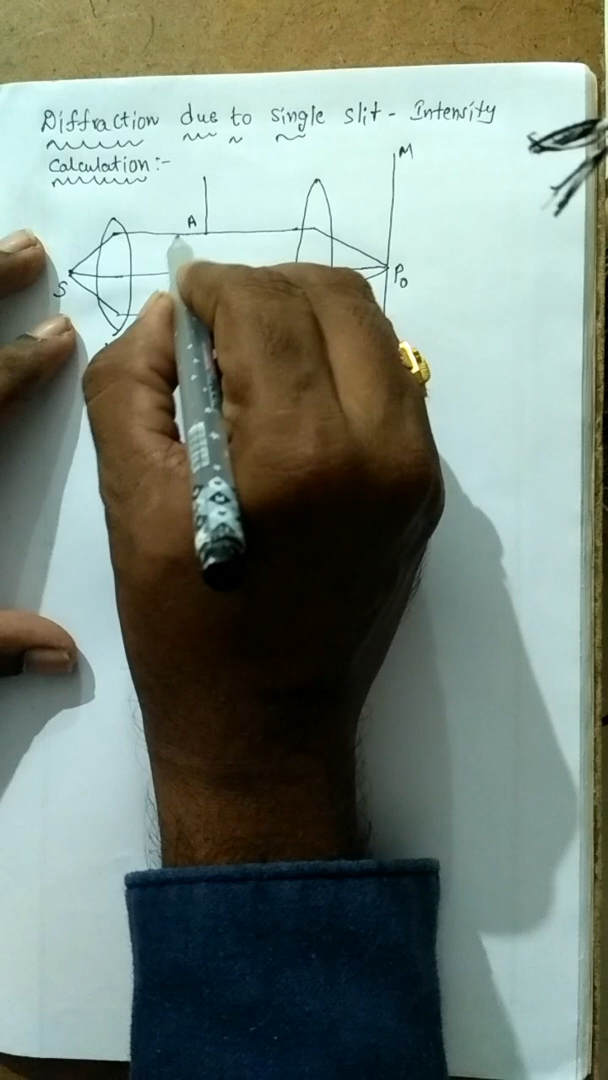 Diffraction due to single slit - Intensity
Calculation :-
M
A
S
P0